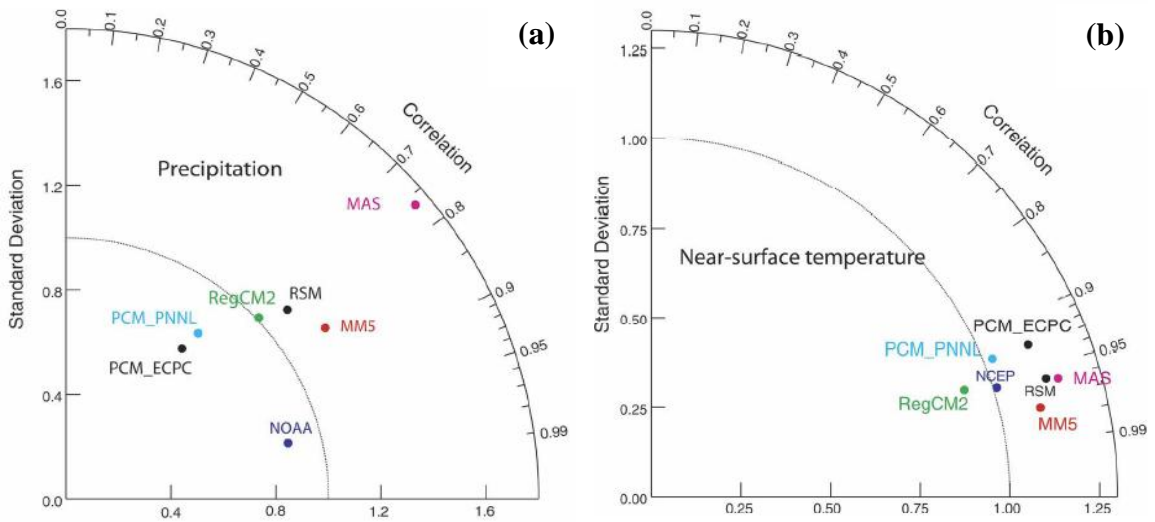 (a)
0.0
0.1
0.2
0.3
0.4
0.5
0.6
0.7
0.8
0.9
0.95
0.99
Correlation
Precipitation
Standard Deviation
1.6
1.2
0.8
0.4
0.0
MAS
RegCM2
RSM
PCM_PNNL
MM5
PCM_ECPC
NOAA
0.4
0.8
1.2
1.6
(b)
0.0
0.1
0.2
0.3
0.4
0.5
0.6
0.7
0.8
0.9
0.95
0.99
Correlation
Near-surface temperature
Standard Deviation
1.25
1.00
0.75
0.50
0.25
0.00
PCM_ECPC
PCM_PNNL
NCEP
MAS
RSM
RegCM2
MM5
0.25
0.50
0.75
1.00
1.25